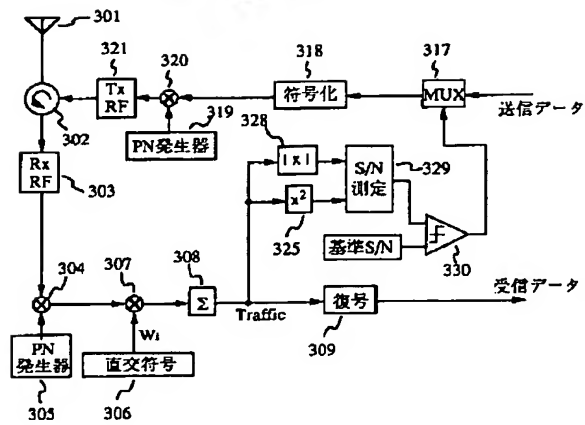 301
321
320
318
317
Tx
RF
符号化
MUX
送信データ
302
319
PN発生器
328
| x |
S/N
測定
329
Rx
RF
303
x²
325
基準S/N
330
304
307
308
Σ
Traffic
復号
309
受信データ
PN
発生器
305
Wi
直交符号
306